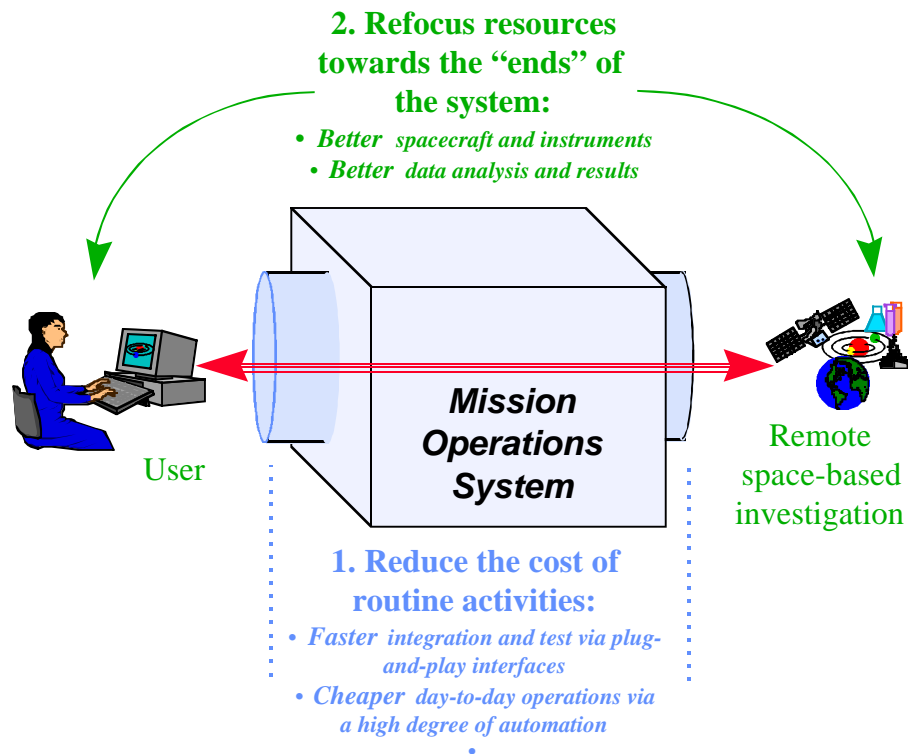 2. Refocus resources
towards the “ends” of
the system:
• Better spacecraft and instruments
• Better data analysis and results
Mission
Operations
System
User
Remote
space-based
investigation
1. Reduce the cost of
routine activities:
• Faster integration and test via plug-
and-play interfaces
• Cheaper day-to-day operations via
a high degree of automation
•